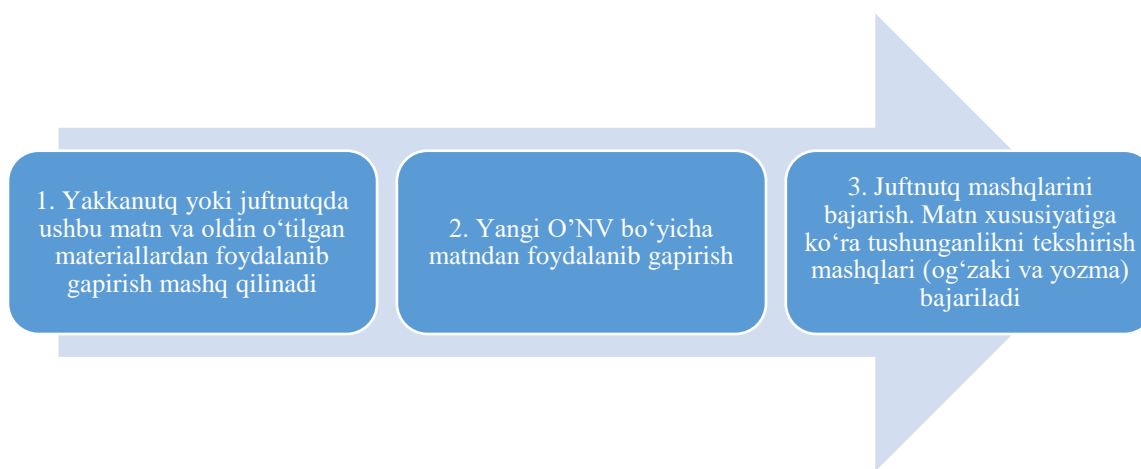 1. Yakkanutq yoki juftnutqda
ushbu matn va oldin o‘tilgan
materiallardan foydalanib
gapirish mashq qilinadi
2. Yangi O’NV bo‘yicha
matndan foydalanib gapirish
3. Juftnutq mashqlarini
bajarish. Matn xususiyatiga
ko‘ra tushunganlikni tekshirish
mashqlari (og‘zaki va yozma)
bajariladi